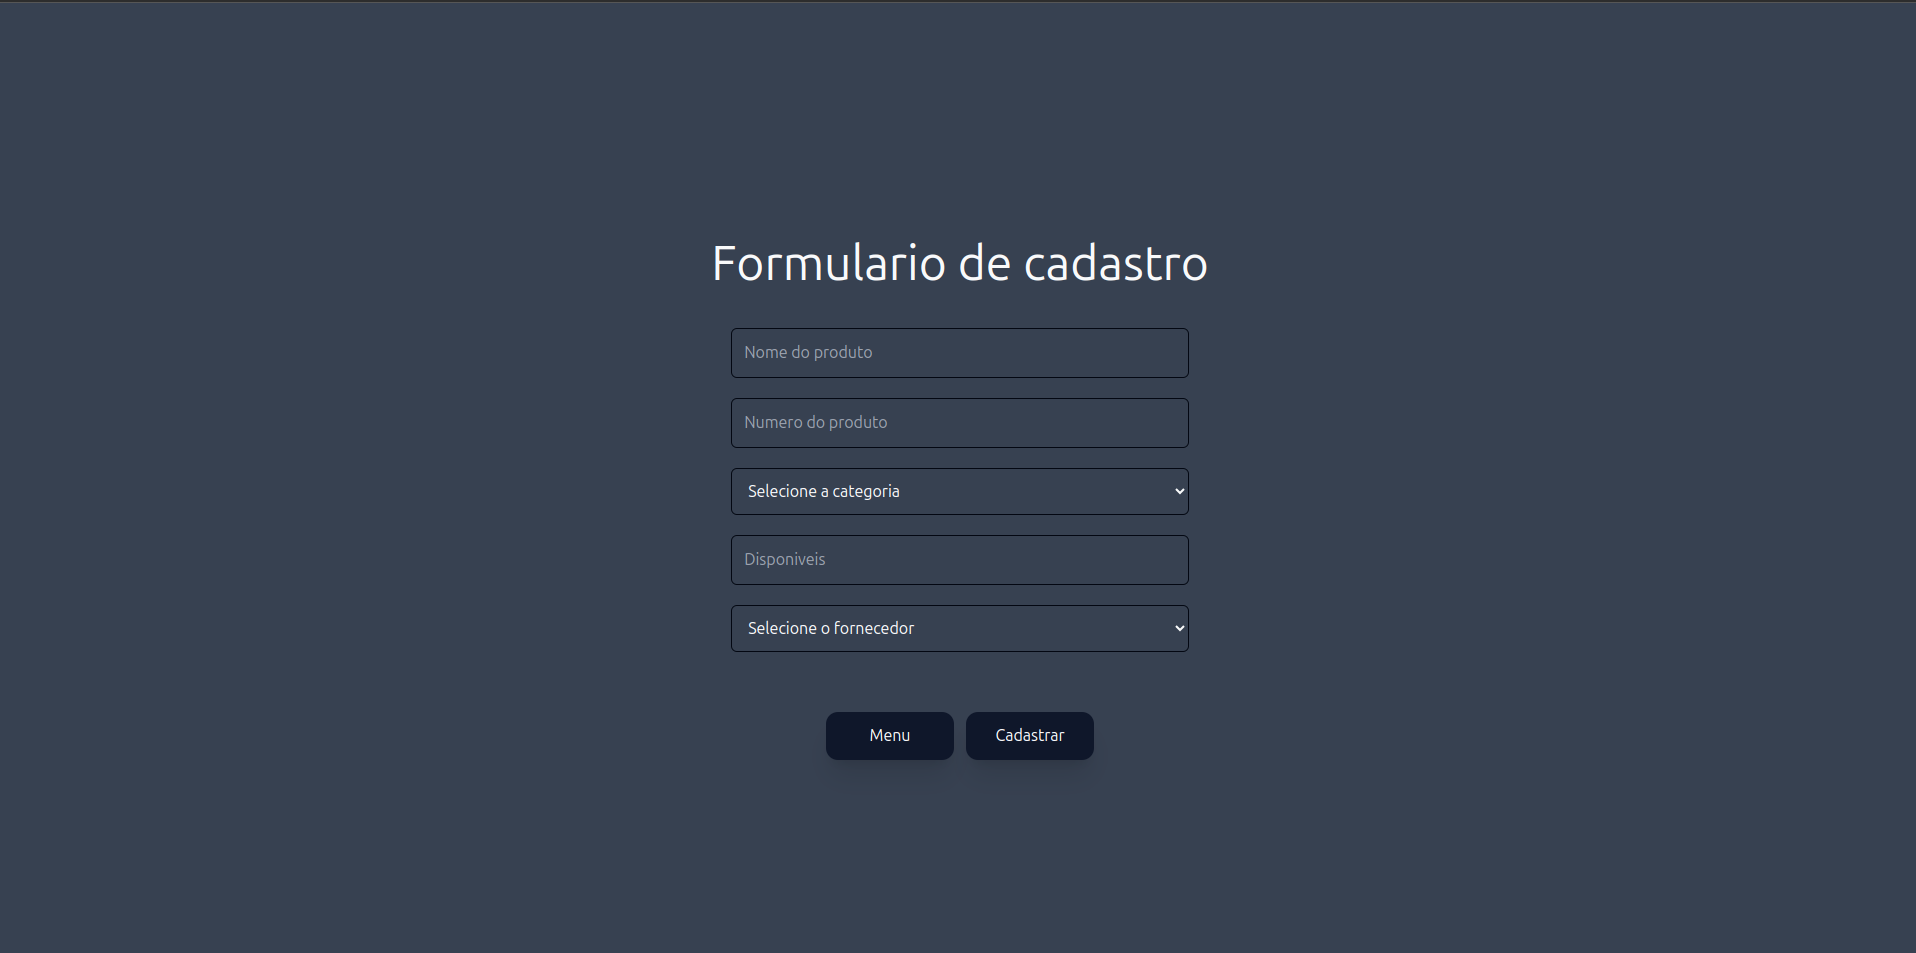 Formulario de cadastro
Nome do produto
Numero do produto
Selecione a categoria
Disponiveis
Selecione o fornecedor
Menu
Cadastrar